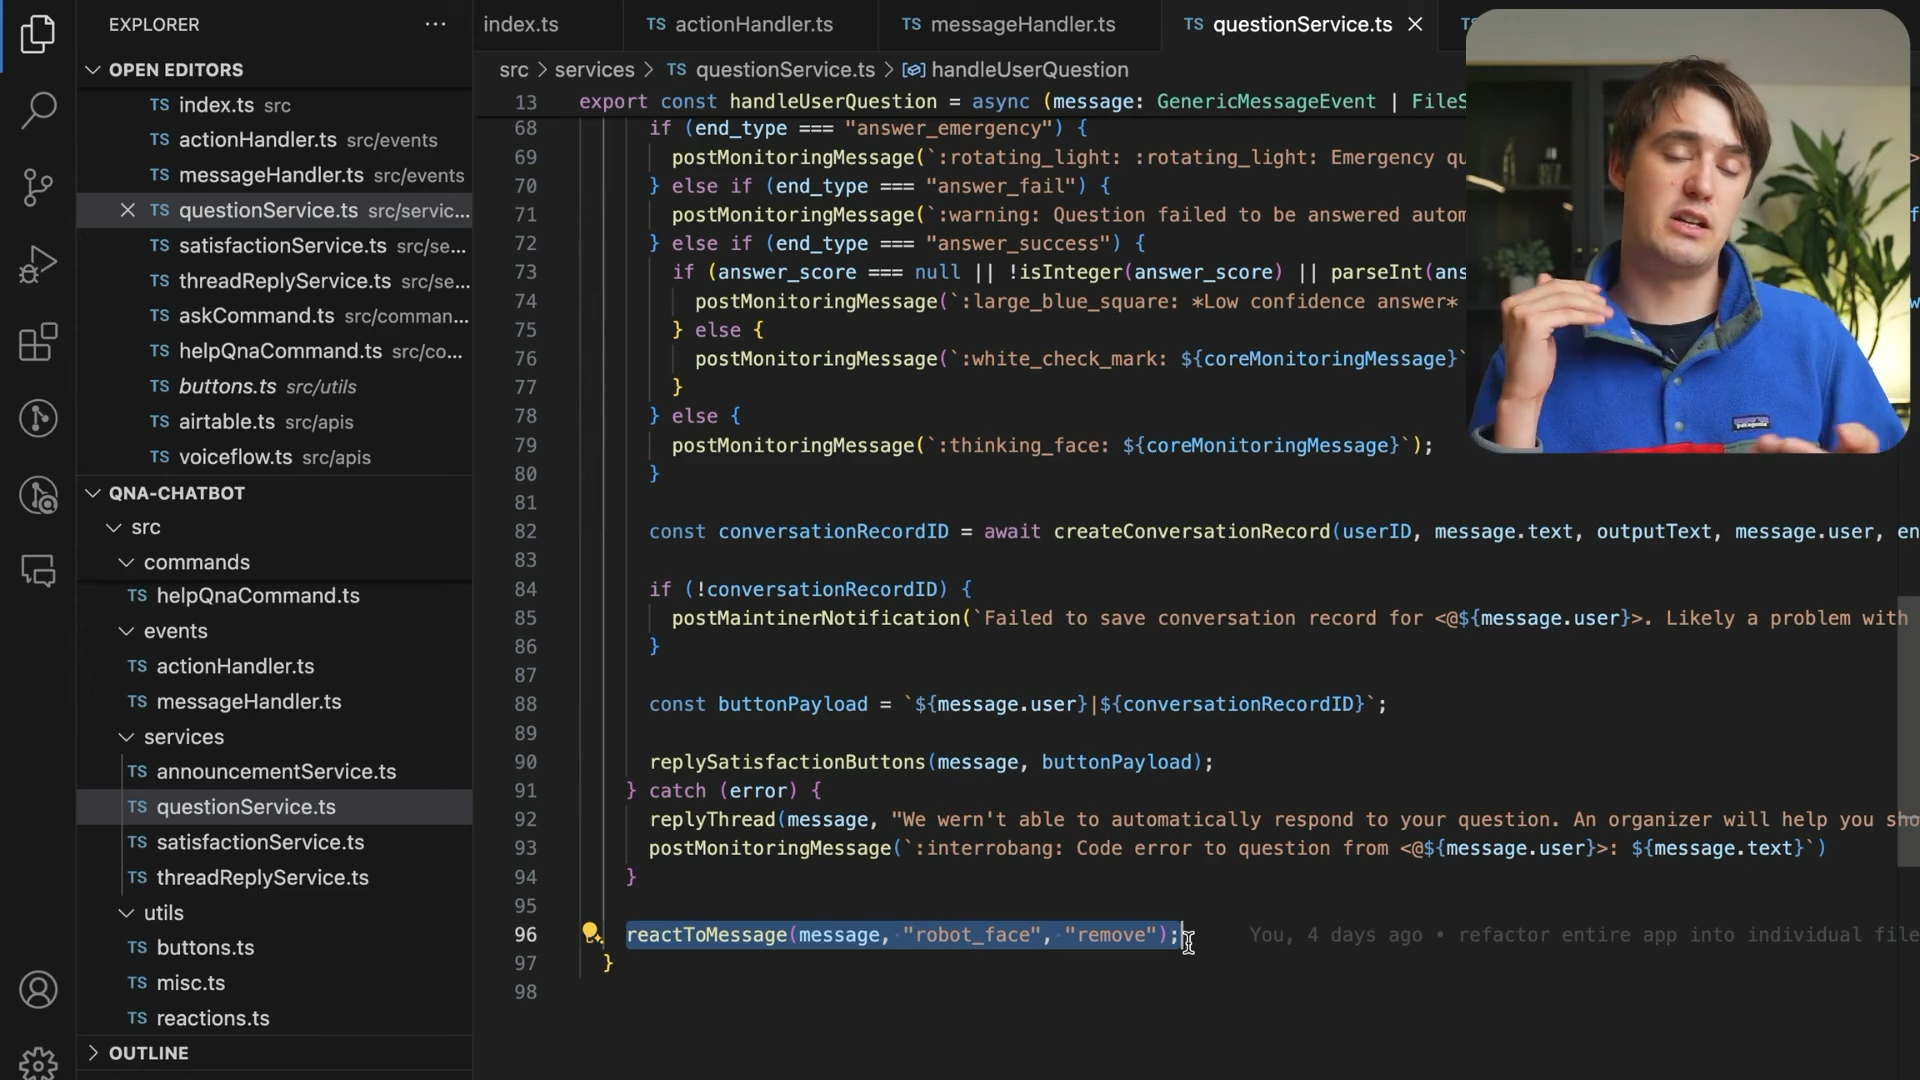 EXPLORER
OPEN EDITORS
TS index.ts src
TS actionHandler.ts src/events
TS messageHandler.ts src/events
TS questionService.ts src/servic...
TS satisfactionService.ts src/se...
TS threadReplyService.ts src/se...
TS askCommand.ts src/comman...
TS helpQnaCommand.ts src/co...
TS buttons.ts src/utils
TS airtable.ts src/apis
TS voiceflow.ts src/apis
QNA-CHATBOT
src
commands
TS helpQnaCommand.ts
events
TS actionHandler.ts
TS messageHandler.ts
services
TS announcementService.ts
TS questionService.ts
TS satisfactionService.ts
TS threadReplyService.ts
utils
TS buttons.ts
TS misc.ts
TS reactions.ts
OUTLINE
index.ts TS actionHandler.ts TS messageHandler.ts TS questionService.ts
src > services > TS questionService.ts > handleUserQuestion
13 export const handleUserQuestion = async (message: GenericMessageEvent | FileS
68 if (end_type === "answer_emergency") {
69 postMonitoringMessage(`:rotating_light: :rotating_light: Emergency qu
70 } else if (end_type === "answer_fail") {
71 postMonitoringMessage(`:warning: Question failed to be answered autom
72 } else if (end_type === "answer_success") {
73 if (answer_score === null || !isInteger(answer_score) || parseInt(ans
74 postMonitoringMessage(`:large_blue_square: *Low confidence answer*
75 } else {
76 postMonitoringMessage(`:white_check_mark: ${coreMonitoringMessage}`
77 }
78 } else {
79 postMonitoringMessage(`:thinking_face: ${coreMonitoringMessage}`);
80 }
81
82 const conversationRecordID = await createConversationRecord(userID, message.text, outputText, message.user, en
83
84 if (!conversationRecordID) {
85 postMaintinerNotification(`Failed to save conversation record for <@${message.user}>. Likely a problem with
86 }
87
88 const buttonPayload = `${message.user}|${conversationRecordID}`;
89
90 replySatisfactionButtons(message, buttonPayload);
91 } catch (error) {
92 replyThread(message, "We wern't able to automatically respond to your question. An organizer will help you sho
93 postMonitoringMessage(`:interrobang: Code error to question from <@${message.user}>: ${message.text}`)
94 }
95
96 reactToMessage(message, "robot_face", "remove"); You, 4 days ago • refactor entire app into individual file
97 }
98
patagonia